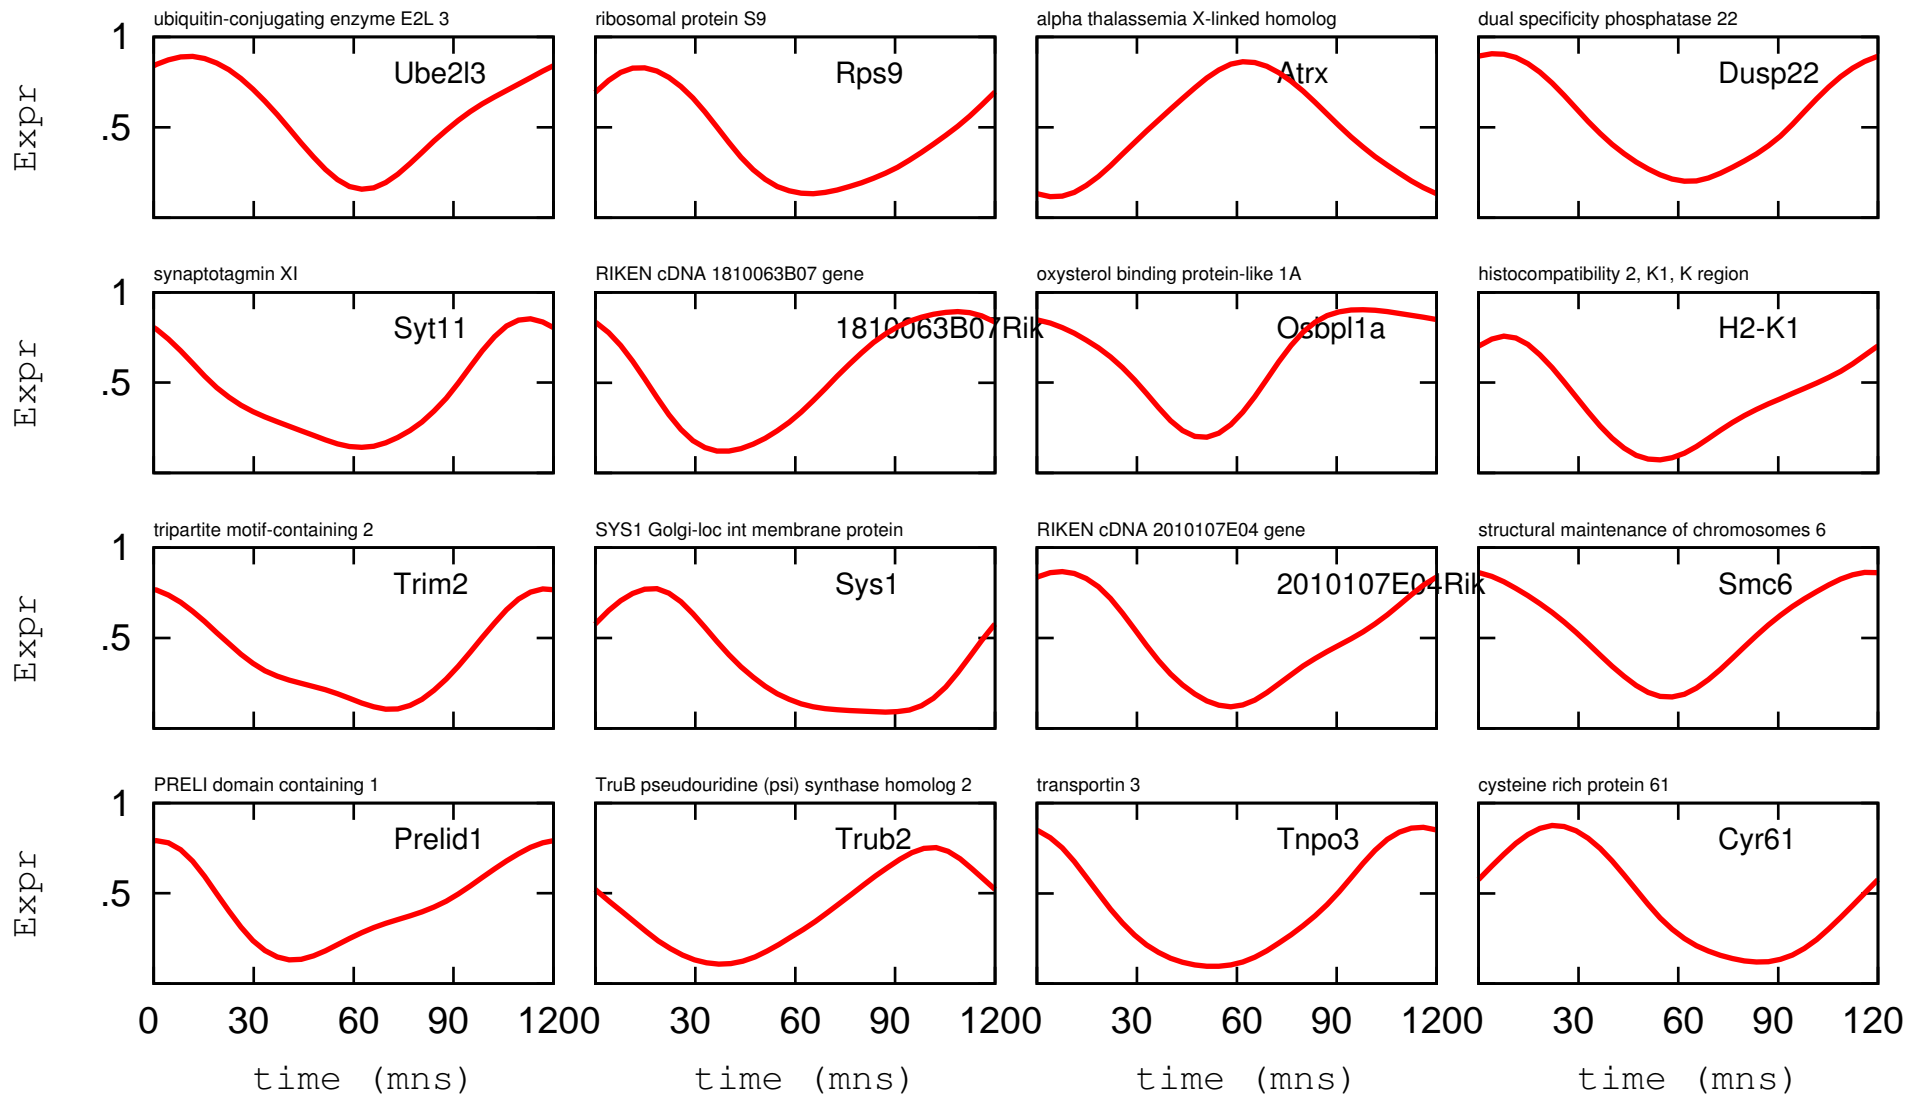 ubiquitin-conjugating enzyme E2L 3
ribosomal protein S9
alpha thalassemia X-linked homolog
dual specificity phosphatase 22
1
.5
Expr
Ube2l3
Rps9
Atrx
Dusp22
synaptotagmin XI
RIKEN cDNA 1810063B07 gene
oxysterol binding protein-like 1A
histocompatibility 2, K1, K region
1
.5
Expr
Syt11
1810063B07Rik
Osbpl1a
H2-K1
tripartite motif-containing 2
SYS1 Golgi-loc int membrane protein
RIKEN cDNA 2010107E04 gene
structural maintenance of chromosomes 6
1
.5
Expr
Trim2
Sys1
2010107E04Rik
Smc6
PRELI domain containing 1
TruB pseudouridine (psi) synthase homolog 2
transportin 3
cysteine rich protein 61
1
.5
Expr
Prelid1
Trub2
Tnpo3
Cyr61
0 30 60 90 1200 30 60 90 1200 30 60 90 1200 30 60 90 120
time (mns)
time (mns)
time (mns)
time (mns)